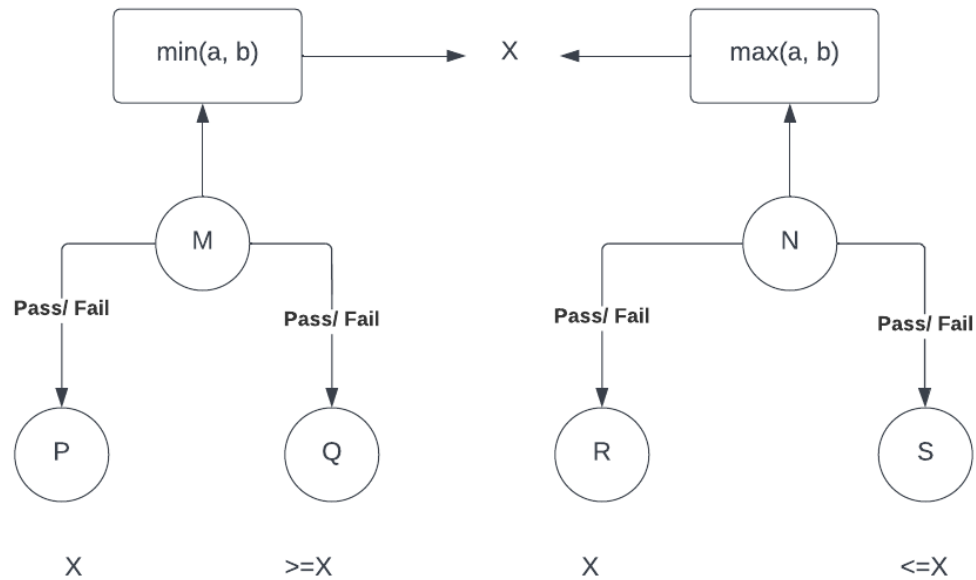 min(a, b)
X
max(a, b)
M
N
Pass/ Fail
Pass/ Fail
Pass/ Fail
Pass/ Fail
P
Q
R
S
X
>=X
X
<=X